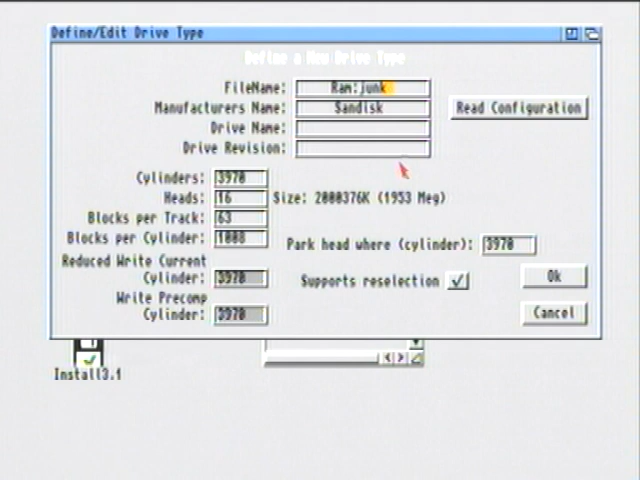 Define/Edit Drive Type
Define a New Drive Type
FileName: Ram:junk
Manufacturers Name: Sandisk Read Configuration
Drive Name:
Drive Revision:
Cylinders: 3970
Heads: 16 Size: 2000376K (1953 Meg)
Blocks per Track: 63
Blocks per Cylinder: 1008 Park head where (cylinder): 3970
Reduced Write Current
Cylinder: 3970 Supports reselection Ok
Write Precomp
Cylinder: 3970 Cancel
Install3.1